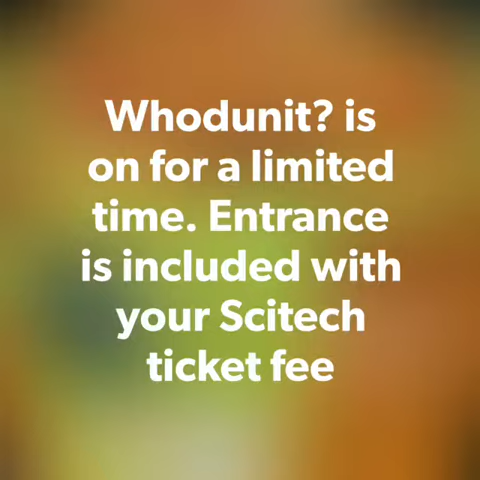 Whodunit? is
on for a limited
time. Entrance
is included with
your Scitech
ticket fee